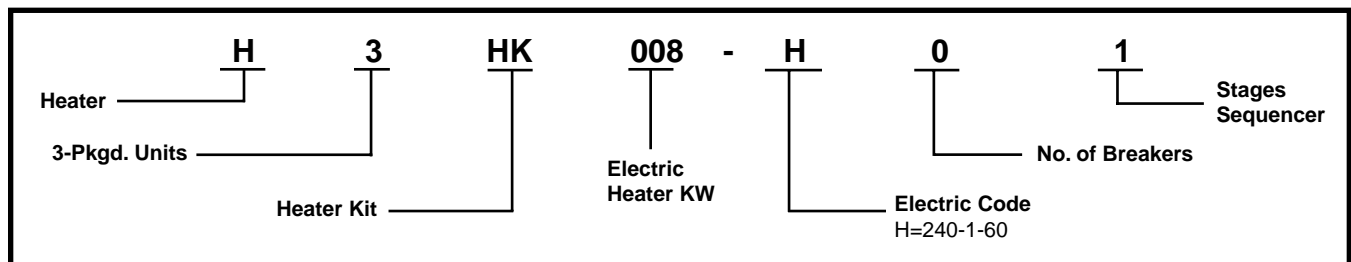 H 3 HK 008 - H 0 1
Heater
Stages
Sequencer
3-Pkgd. Units
No. of Breakers
Electric
Heater KW
Heater Kit
Electric Code
H=240-1-60